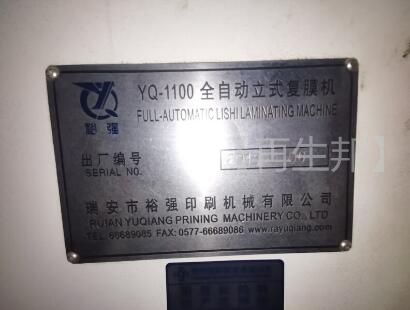 YQ-1100 全自动立式复膜机
FULL-AUTOMATIC LISHI LAMINATING MACHINE
裕强
出厂编号
SERIAL NO.
再生邦】
瑞安市裕强印刷机械有限公司
RUIAN YUQIANG PRINING MACHINERY CO., LTD
TEL:66689085 FAX:0577-66689086 www.rayuqiang.com